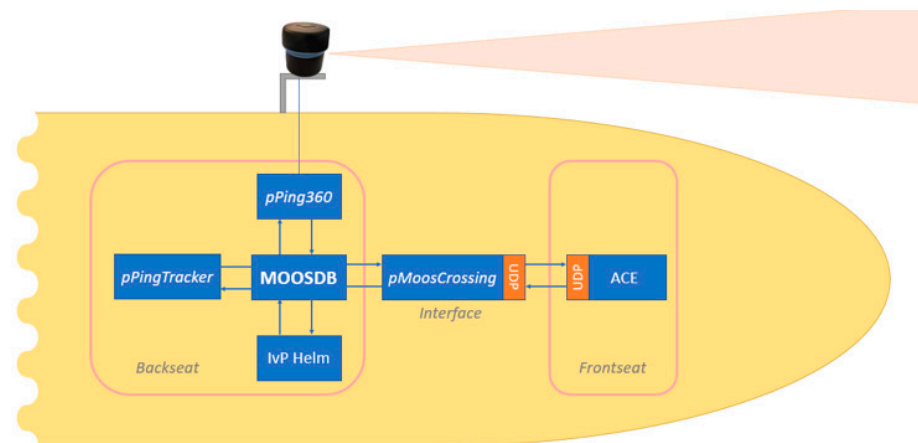 pPing360
pPingTracker
MOOSDB
pMoosCrossing
UDP
UDP
ACE
Interface
IvP Helm
Backseat
Frontseat